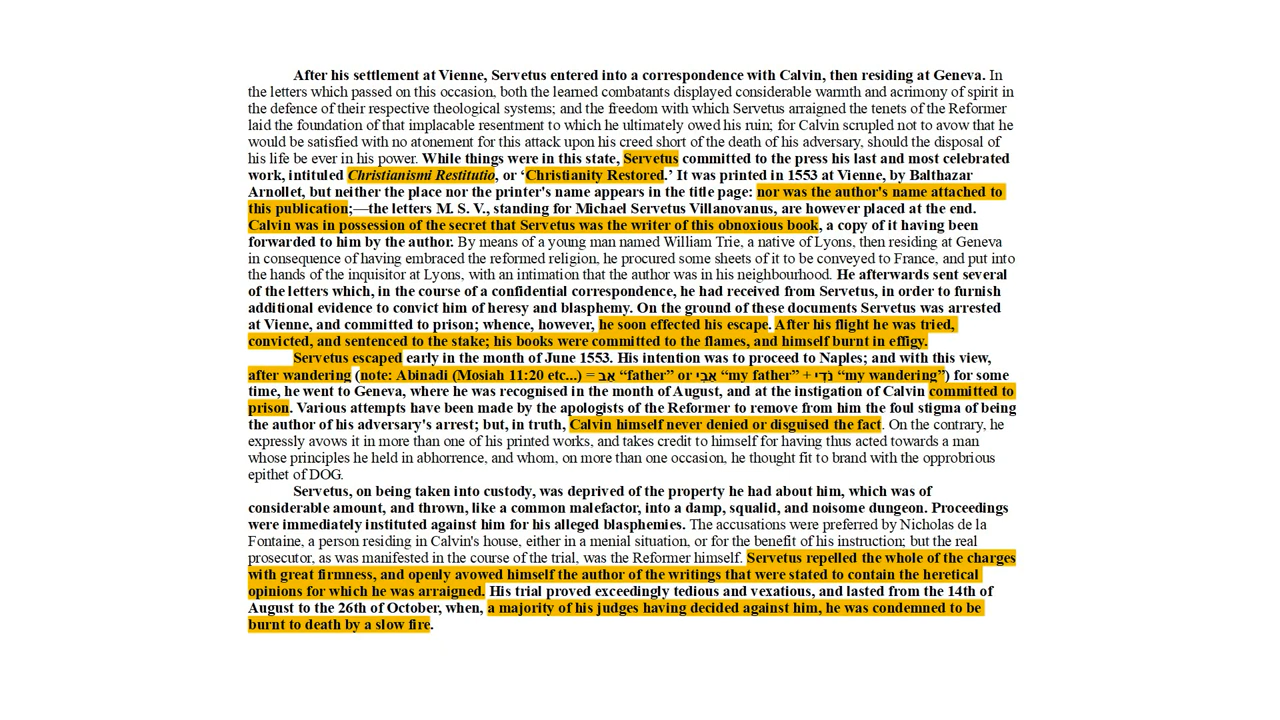 After his settlement at Vienne, Servetus entered into a correspondence with Calvin, then residing at Geneva. In
the letters which passed on this occasion, both the learned combatants displayed considerable warmth and acrimony of spirit in
the defence of their respective theological systems; and the freedom with which Servetus arraigned the tenets of the Reformer
laid the foundation of that implacable resentment to which he ultimately owed his ruin; for Calvin scrupled not to avow that he
would be satisfied with no atonement for this attack upon his creed short of the death of his adversary, should the disposal of
his life be ever in his power. While things were in this state, Servetus committed to the press his last and most celebrated
work, intituled Christianismi Restitutio, or ‘Christianity Restored.’ It was printed in 1553 at Vienne, by Balthazar
Arnollet, but neither the place nor the printer's name appears in the title page: nor was the author's name attached to
this publication;—the letters M. S. V., standing for Michael Servetus Villanovanus, are however placed at the end.
Calvin was in possession of the secret that Servetus was the writer of this obnoxious book, a copy of it having been
forwarded to him by the author. By means of a young man named William Trie, a native of Lyons, then residing at Geneva
in consequence of having embraced the reformed religion, he procured some sheets of it to be conveyed to France, and put into
the hands of the inquisitor at Lyons, with an intimation that the author was in his neighbourhood. He afterwards sent several
of the letters which, in the course of a confidential correspondence, he had received from Servetus, in order to furnish
additional evidence to convict him of heresy and blasphemy. On the ground of these documents Servetus was arrested
at Vienne, and committed to prison; whence, however, he soon effected his escape. After his flight he was tried,
convicted, and sentenced to the stake; his books were committed to the flames, and himself burnt in effigy.
Servetus escaped early in the month of June 1553. His intention was to proceed to Naples; and with this view,
after wandering (note: Abinadi (Mosiah 11:20 etc...) = אָב “father” or אֲבִי “my father” + נֹדִי “my wandering”) for some
time, he went to Geneva, where he was recognised in the month of August, and at the instigation of Calvin committed to
prison. Various attempts have been made by the apologists of the Reformer to remove from him the foul stigma of being
the author of his adversary's arrest; but, in truth, Calvin himself never denied or disguised the fact. On the contrary, he
expressly avows it in more than one of his printed works, and takes credit to himself for having thus acted towards a man
whose principles he held in abhorrence, and whom, on more than one occasion, he thought fit to brand with the opprobrious
epithet of DOG.
Servetus, on being taken into custody, was deprived of the property he had about him, which was of
considerable amount, and thrown, like a common malefactor, into a damp, squalid, and noisome dungeon. Proceedings
were immediately instituted against him for his alleged blasphemies. The accusations were preferred by Nicholas de la
Fontaine, a person residing in Calvin's house, either in a menial situation, or for the benefit of his instruction; but the real
prosecutor, as was manifested in the course of the trial, was the Reformer himself. Servetus repelled the whole of the charges
with great firmness, and openly avowed himself the author of the writings that were stated to contain the heretical
opinions for which he was arraigned. His trial proved exceedingly tedious and vexatious, and lasted from the 14th of
August to the 26th of October, when, a majority of his judges having decided against him, he was condemned to be
burnt to death by a slow fire.